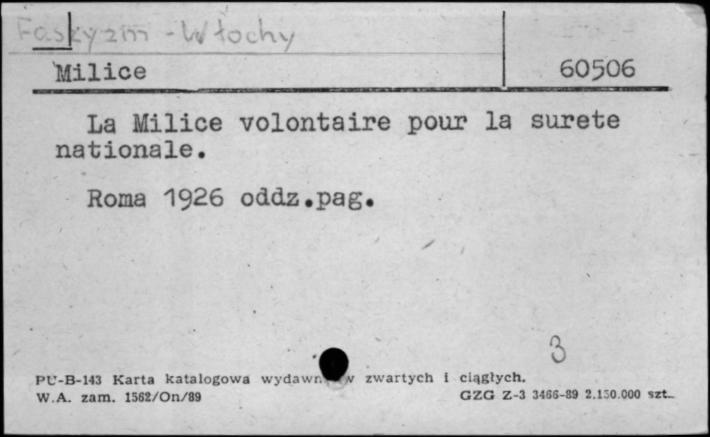 Faszyzm - Włochy
Milice 60506
La Milice volontaire pour la surete
nationale.
Roma 1926 oddz.pag.
3
PU-B-143 Karta katalogowa zwartych i ciągłych.
W.A. zam. 1562/On/89 GZG Z-3 3466-89 2.150.000 szt.